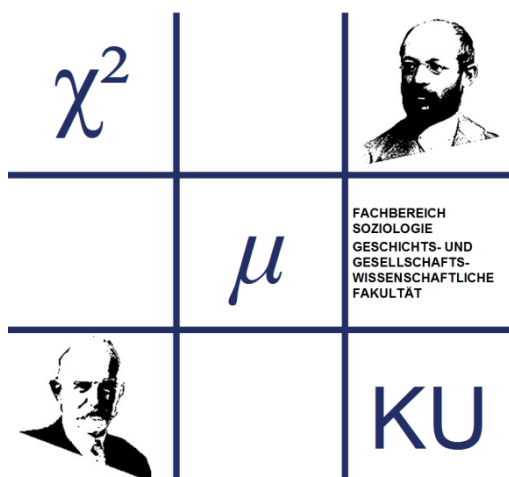 χ²
μ
FACHBEREICH
SOZIOLOGIE
GESCHICHTS- UND
GESELLSCHAFTS-
WISSENSCHAFTLICHE
FAKULTÄT
KU